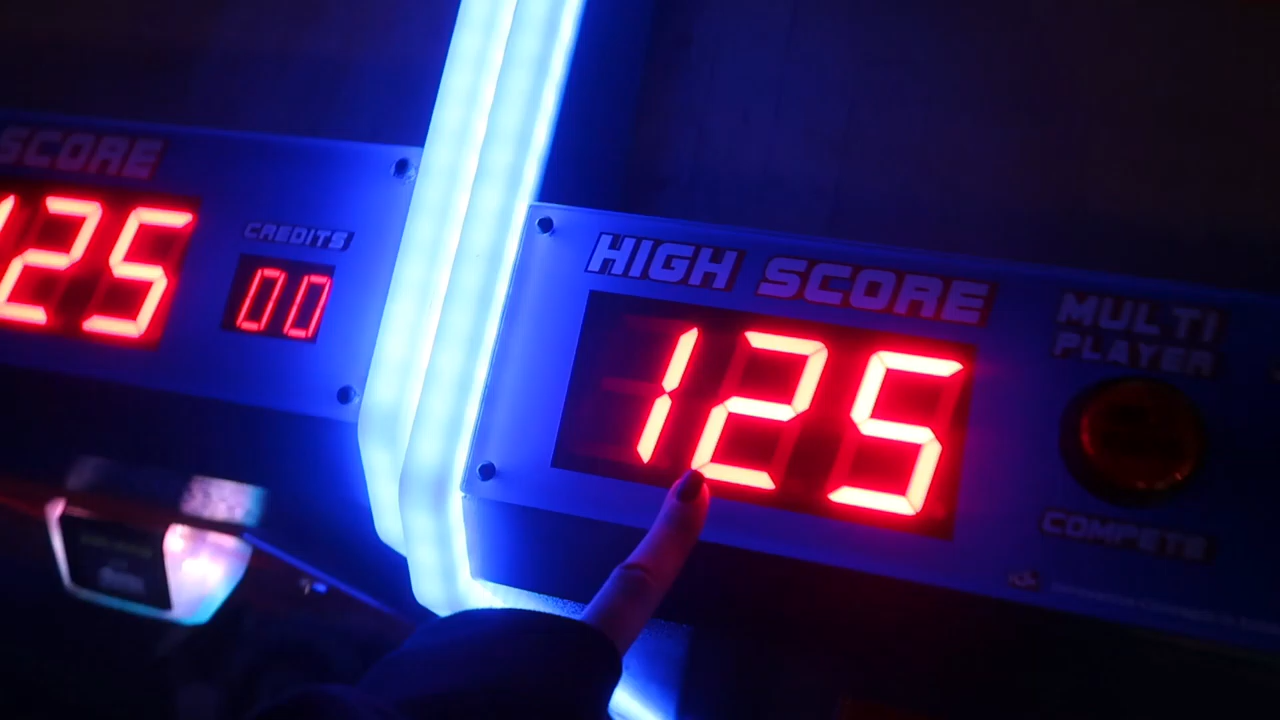 SCORE
125
CREDITS
00
HIGH SCORE
125
MULTI
PLAYER
COMPETE